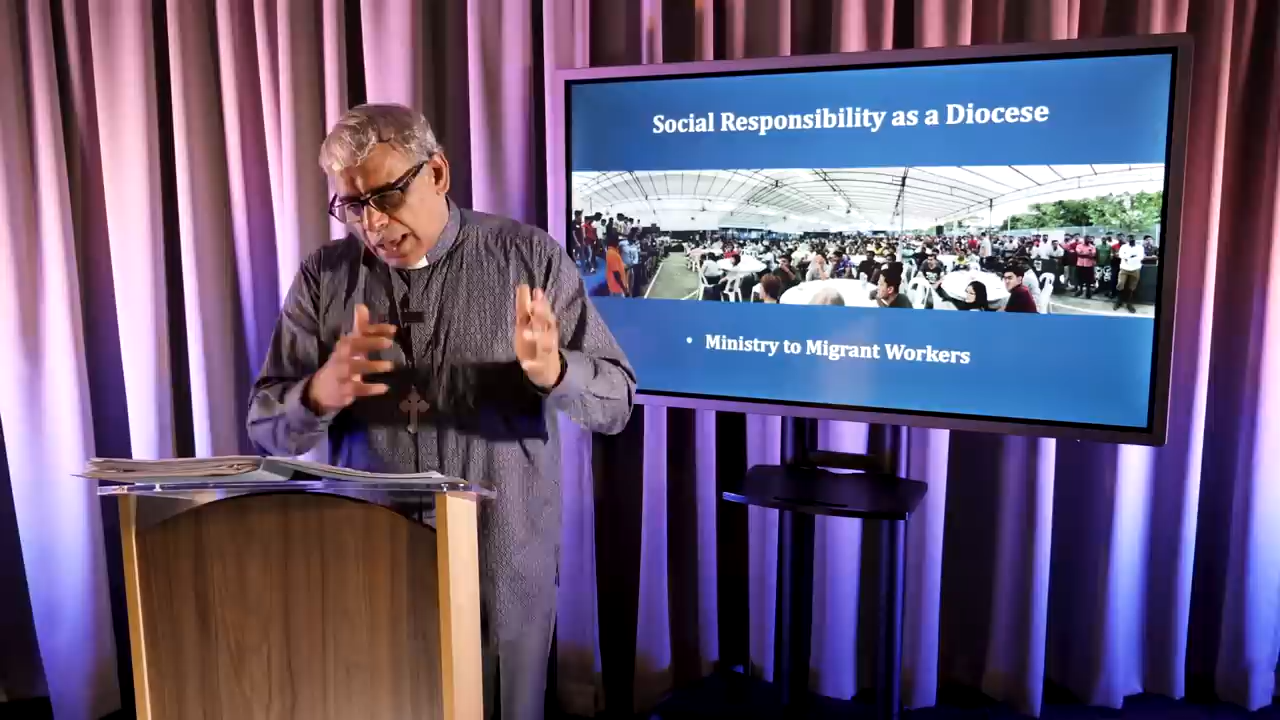 Social Responsibility as a Diocese
• Ministry to Migrant Workers